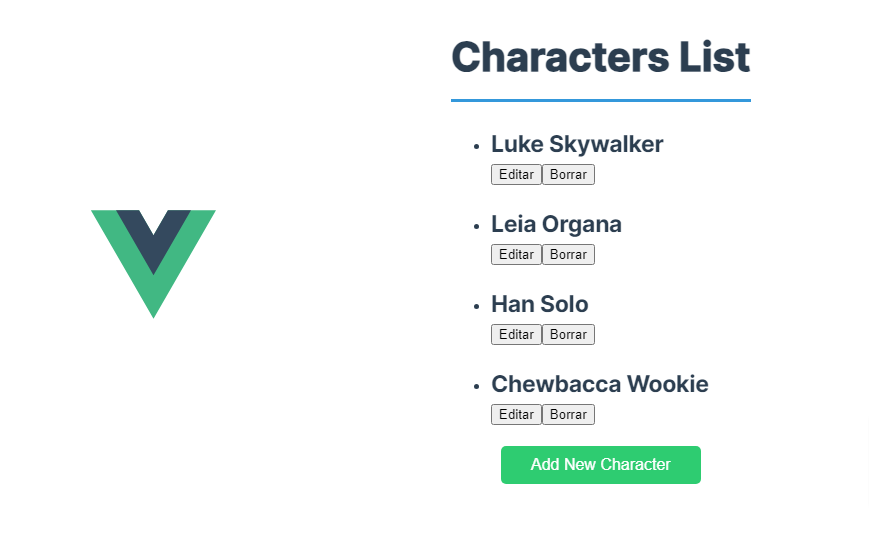 Characters List
Luke Skywalker
Editar Borrar
Leia Organa
Editar Borrar
Han Solo
Editar Borrar
Chewbacca Wookie
Editar Borrar
Add New Character